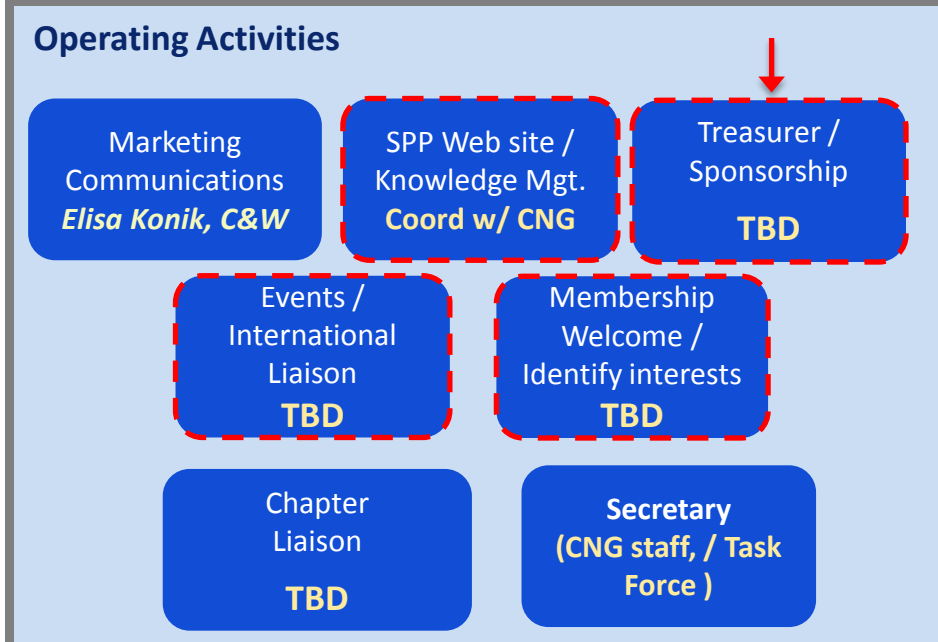 Operating Activities
Marketing
Communications
Elisa Konik, C&W
SPP Web site /
Knowledge Mgt.
Coord w/ CNG
Treasurer /
Sponsorship
TBD
Events /
International
Liaison
TBD
Membership
Welcome /
Identify interests
TBD
Chapter
Liaison
TBD
Secretary
(CNG staff, / Task
Force )